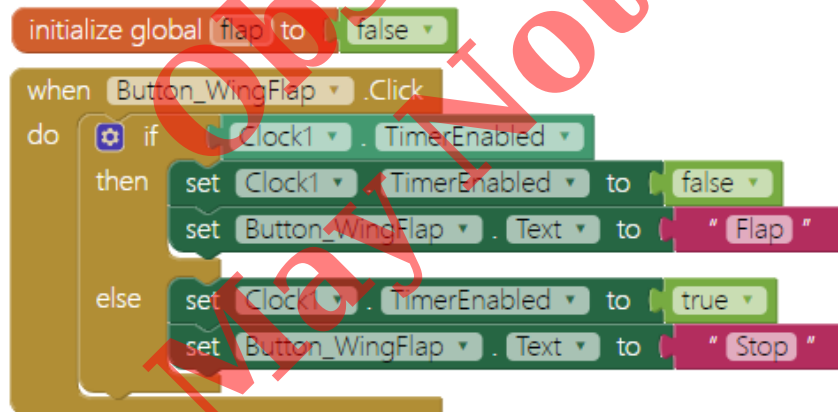 initialize global flap to false
when Button_WingFlap .Click
do if Clock1 . TimerEnabled
then set Clock1 . TimerEnabled to false
set Button_WingFlap . Text to " Flap "
else set Clock1 . TimerEnabled to true
set Button_WingFlap . Text to " Stop "
Obs
May Not